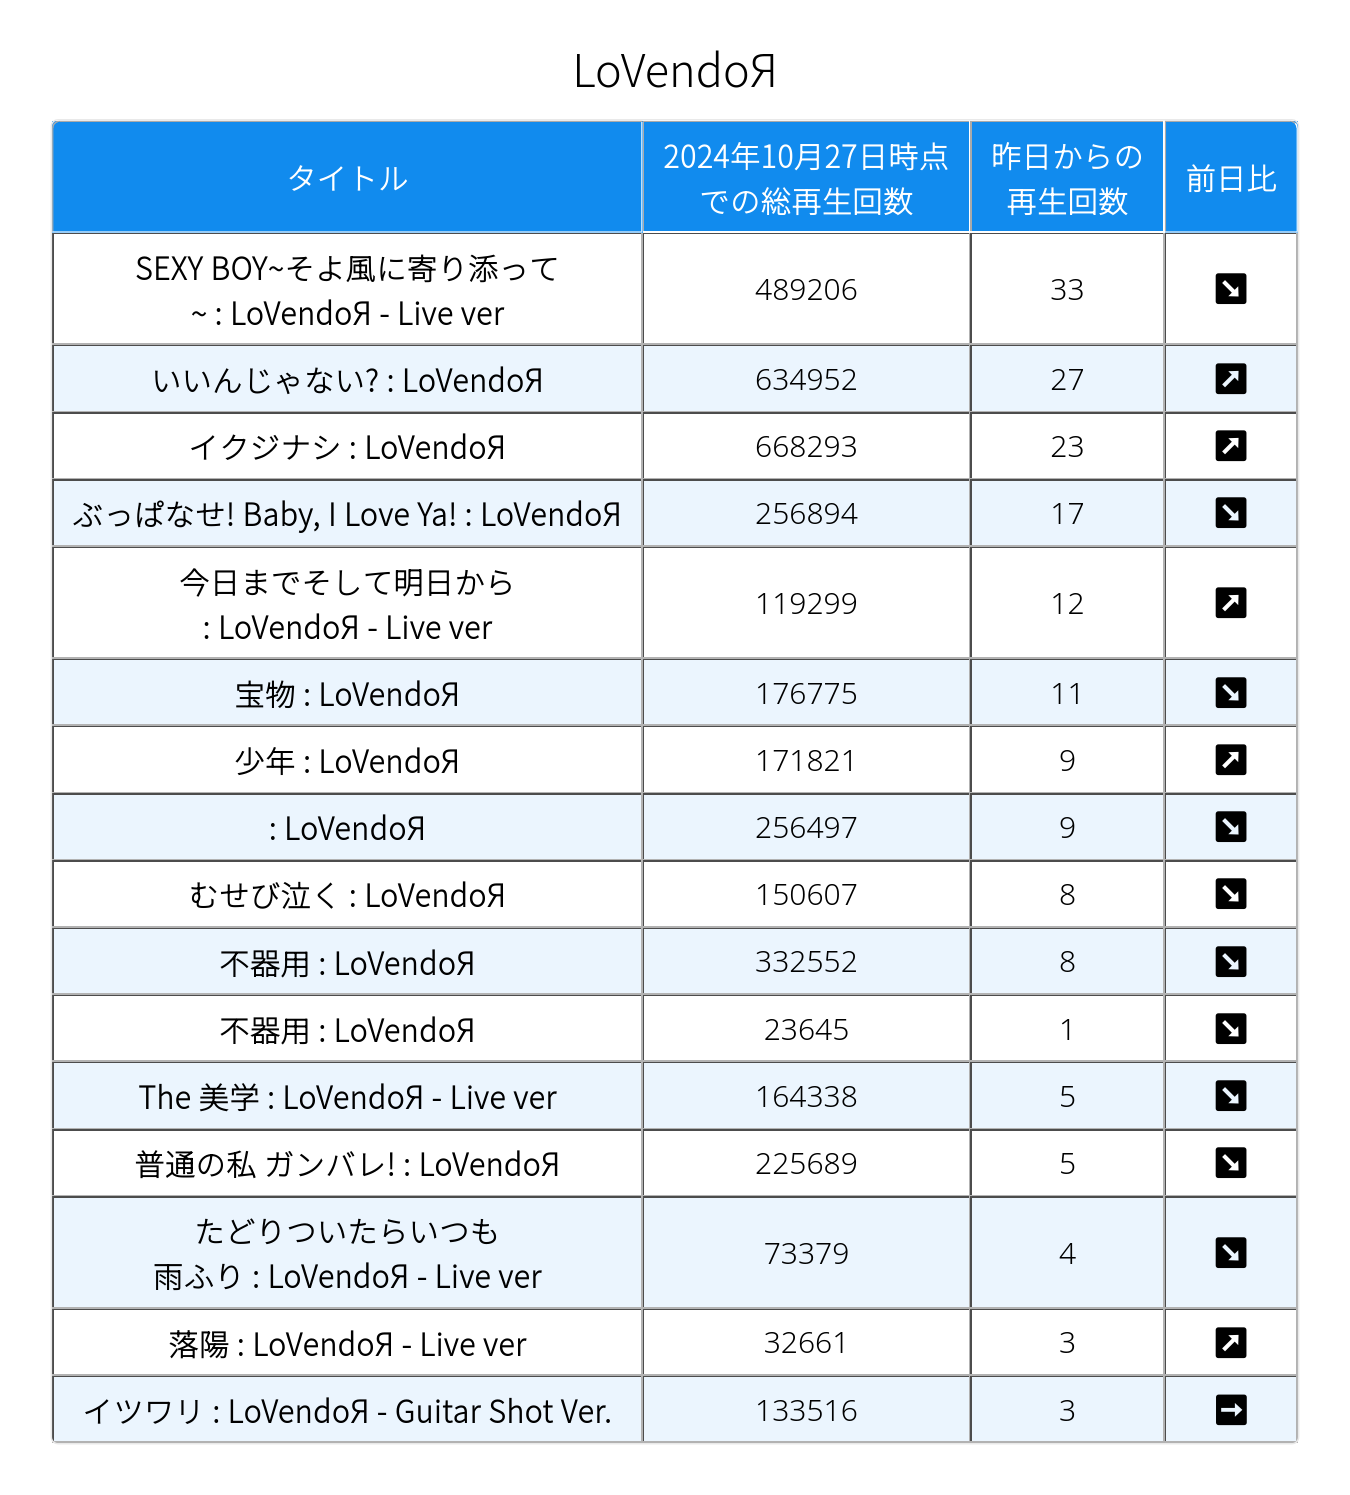 LoVendoЯ
タイトル
2024年10月27日時点
での総再生回数
昨日からの
再生回数
前日比
SEXY BOY~そよ風に寄り添って
~ : LoVendoЯ - Live ver
489206
33
いいんじゃない? : LoVendoЯ
634952
27
イクジナシ : LoVendoЯ
668293
23
ぶっぱなせ! Baby, I Love Ya! : LoVendoЯ
256894
17
今日までそして明日から
: LoVendoЯ - Live ver
119299
12
宝物 : LoVendoЯ
176775
11
少年 : LoVendoЯ
171821
9
: LoVendoЯ
256497
9
むせび泣く : LoVendoЯ
150607
8
不器用 : LoVendoЯ
332552
8
不器用 : LoVendoЯ
23645
1
The 美学 : LoVendoЯ - Live ver
164338
5
普通の私 ガンバレ! : LoVendoЯ
225689
5
たどりついたらいつも
雨ふり : LoVendoЯ - Live ver
73379
4
落陽 : LoVendoЯ - Live ver
32661
3
イツワリ : LoVendoЯ - Guitar Shot Ver.
133516
3